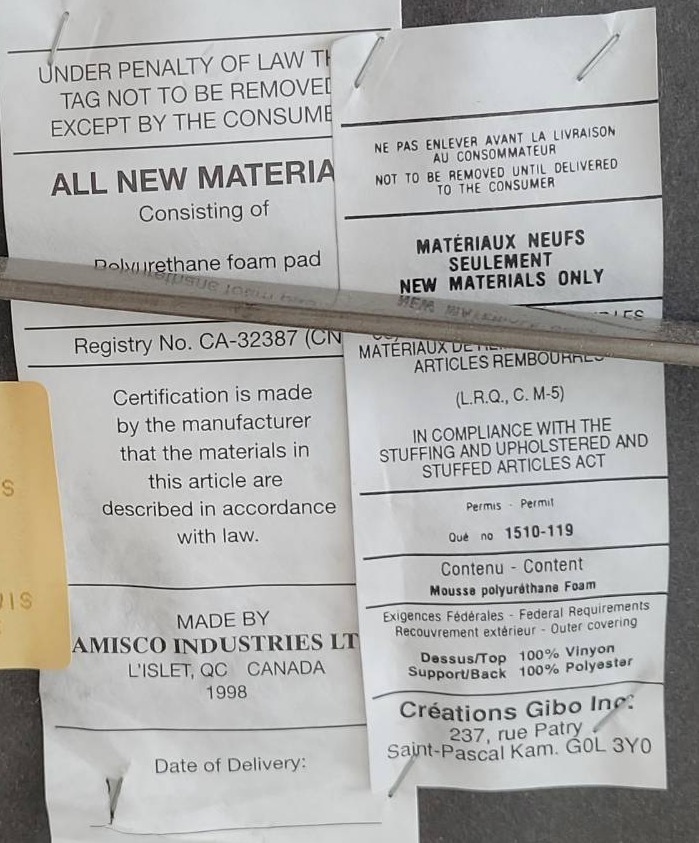 UNDER PENALTY OF LAW TH
TAG NOT TO BE REMOVED
EXCEPT BY THE CONSUME
ALL NEW MATERIA
Consisting of
Polyurethane foam pad
Registry No. CA-32387 (CN
Certification is made
by the manufacturer
that the materials in
this article are
described in accordance
with law.
MADE BY
AMISCO INDUSTRIES LT
L'ISLET, QC CANADA
1998
Date of Delivery:
NE PAS ENLEVER AVANT LA LIVRAISON
AU CONSOMMATEUR
NOT TO BE REMOVED UNTIL DELIVERED
TO THE CONSUMER
MATÉRIAUX NEUFS
SEULEMENT
NEW MATERIALS ONLY
MATÉRIAUX DE
ARTICLES REMBOURRÉS
(L.R.Q., C. M-5)
IN COMPLIANCE WITH THE
STUFFING AND UPHOLSTERED AND
STUFFED ARTICLES ACT
Permis - Permit
Qué no 1510-119
Contenu - Content
Mousse polyuréthane Foam
Exigences Fédérales - Federal Requirements
Recouvrement extérieur - Outer covering
Dessus/Top 100% Vinyon
Support/Back 100% Polyester
Créations Gibo Inc.
237, rue Patry
Saint-Pascal Kam. G0L 3Y0
S
UIS